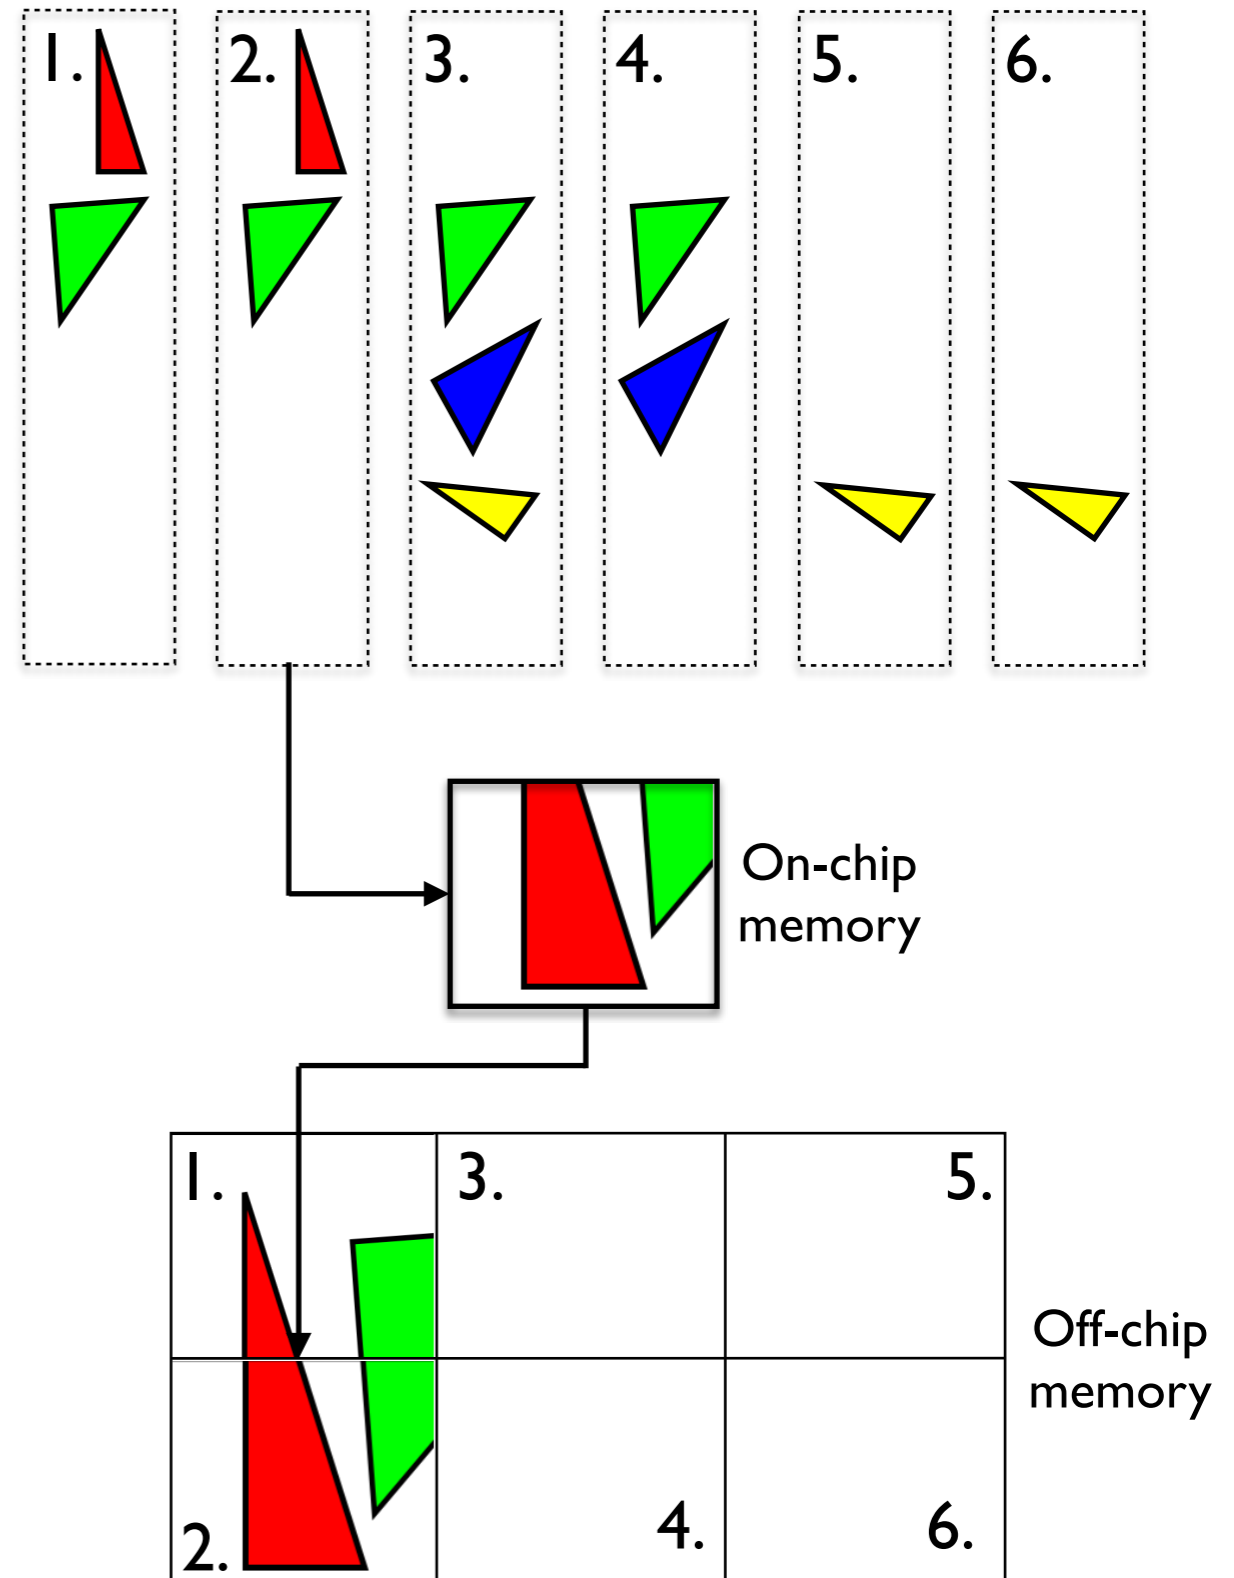 1. 2. 3. 4. 5. 6.
On-chip
memory
1. 3. 5.
Off-chip
memory
2. 4. 6.